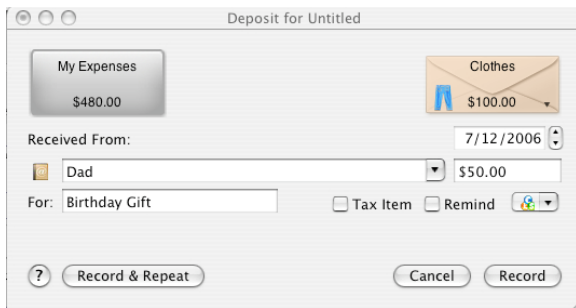 Deposit for Untitled
My Expenses
$480.00
Clothes
$100.00
Received From:
7/12/2006
Dad
$50.00
For: Birthday Gift
Tax Item
Remind
? Record & Repeat
Cancel
Record